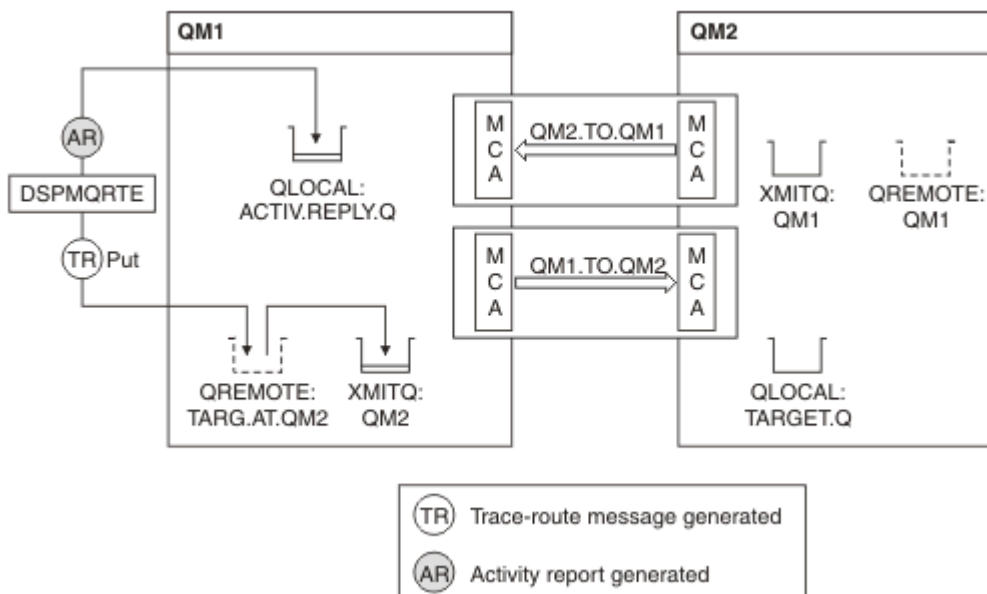 QM1
QM2
AR
M
C
A
QM2.TO.QM1
M
C
A
DSPMQRTE
QLOCAL:
ACTIV.REPLY.Q
XMITQ:
QM1
QREMOTE:
QM1
TR Put
M
C
A
QM1.TO.QM2
M
C
A
QREMOTE:
TARG.AT.QM2
XMITQ:
QM2
QLOCAL:
TARGET.Q
TR Trace-route message generated
AR Activity report generated